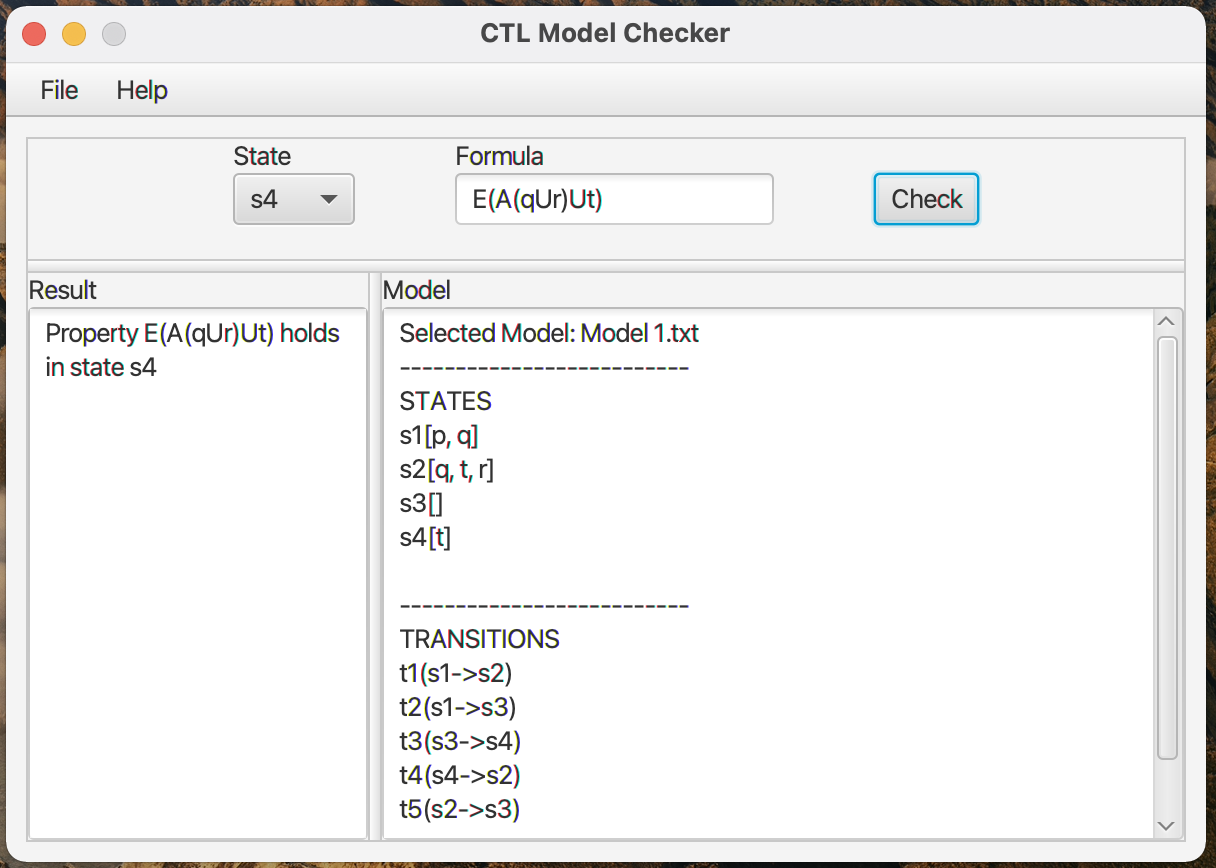 CTL Model Checker
File Help
State Formula
s4 E(A(qUr)Ut) Check
Result
Property E(A(qUr)Ut) holds
in state s4
Model
Selected Model: Model 1.txt
--------------------------
STATES
s1[p, q]
s2[q, t, r]
s3[]
s4[t]
--------------------------
TRANSITIONS
t1(s1->s2)
t2(s1->s3)
t3(s3->s4)
t4(s4->s2)
t5(s2->s3)